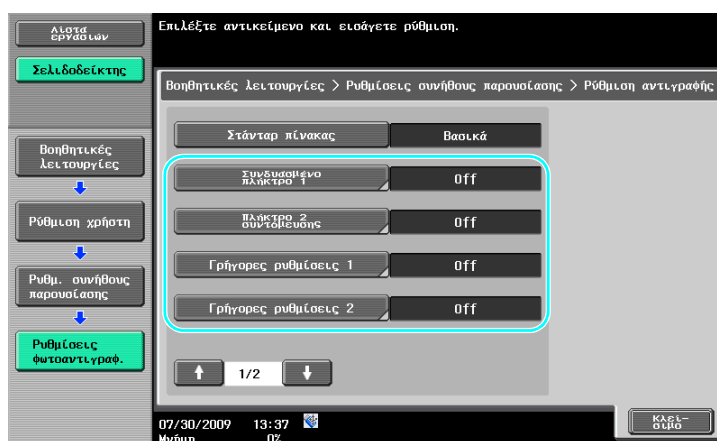 Λίστα
εργασιών
Επιλέξτε αντικείμενο και εισάγετε ρύθμιση.
Σελιδοδείκτης
Βοηθητικές λειτουργίες > Ρυθμίσεις συνήθους παρουσίασης > Ρύθμιση αντιγραφής
Στάνταρ πίνακας
Βασικά
Βοηθητικές
λειτουργίες
Συνδυασμένο
πλήκτρο 1
Off
Ρύθμιση χρήστη
Πλήκτρο 2
συντόμευσης
Off
Γρήγορες ρυθμίσεις 1
Off
Ρυθμ. συνήθους
παρουσίασης
Γρήγορες ρυθμίσεις 2
Off
Ρυθμίσεις
φωτοαντιγραφ.
1/2
07/30/2009 13:37
Μνήμη 0%
Κλεί-
σιμο